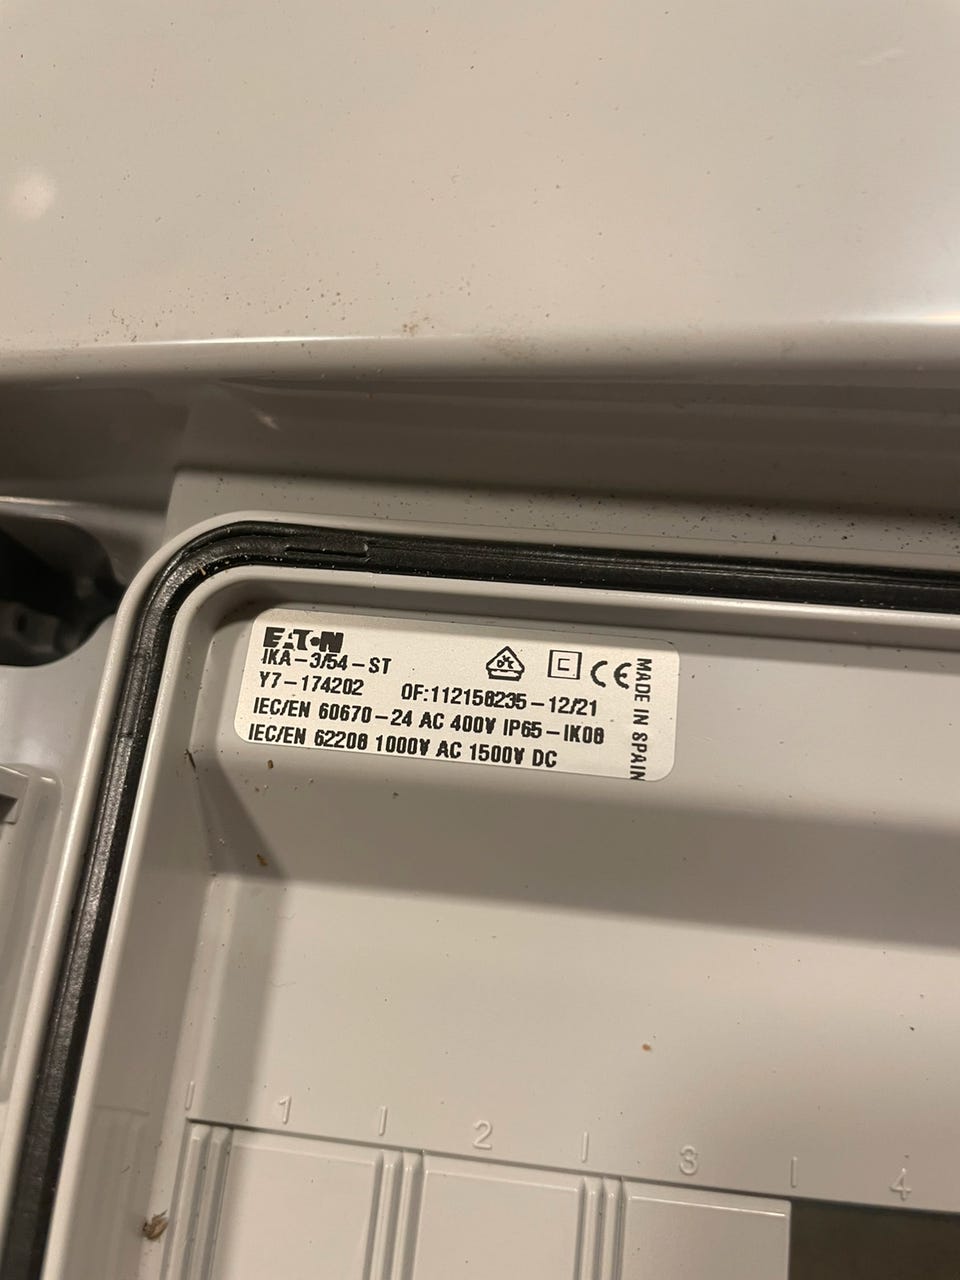 EATON
IKA-3/54-ST
Y7-174202 OF:112158235-12/21
IEC/EN 60670-24 AC 400V IP65-IK08
IEC/EN 62208 1000V AC 1500V DC
MADE IN SPAIN
CE
1 2 3 4